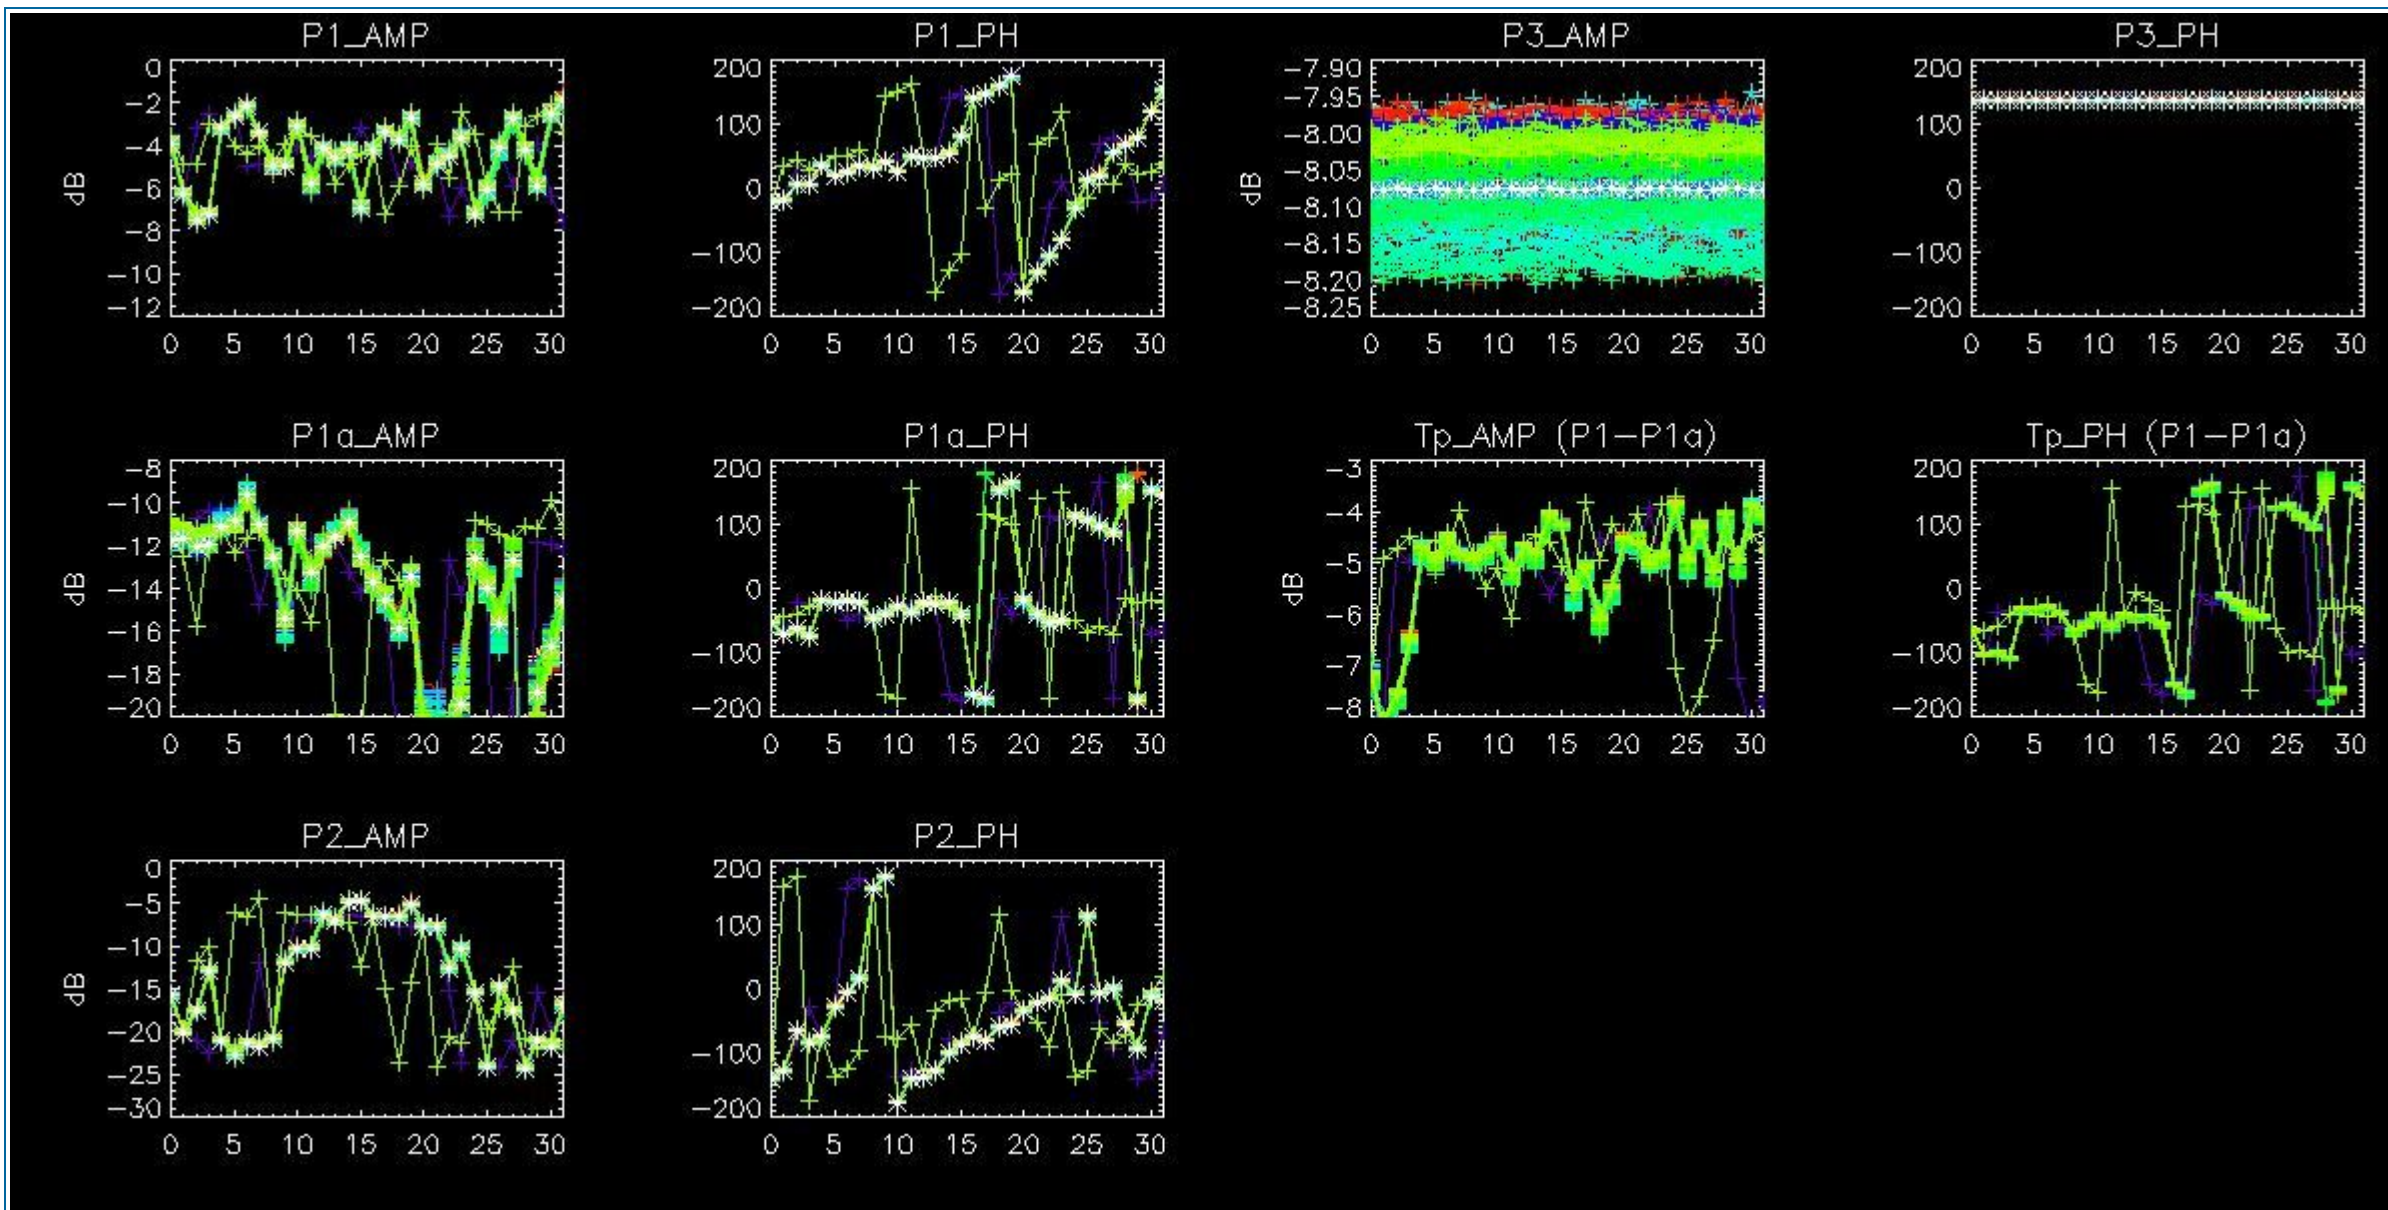 P1_AMP
0
−2
−4
−6
−8
−10
−12
dB
0 5 10 15 20 25 30
P1_PH
200
100
0
−100
−200
0 5 10 15 20 25 30
P3_AMP
−7.90
−7.95
−8.00
−8.05
−8.10
−8.15
−8.20
−8.25
dB
0 5 10 15 20 25 30
P3_PH
200
100
0
−100
−200
0 5 10 15 20 25 30
P1a_AMP
−8
−10
−12
−14
−16
−18
−20
dB
0 5 10 15 20 25 30
P1a_PH
200
100
0
−100
−200
0 5 10 15 20 25 30
Tp_AMP (P1−P1a)
−3
−4
−5
−6
−7
−8
dB
0 5 10 15 20 25 30
Tp_PH (P1−P1a)
200
100
0
−100
−200
0 5 10 15 20 25 30
P2_AMP
0
−5
−10
−15
−20
−25
−30
dB
0 5 10 15 20 25 30
P2_PH
200
100
0
−100
−200
0 5 10 15 20 25 30